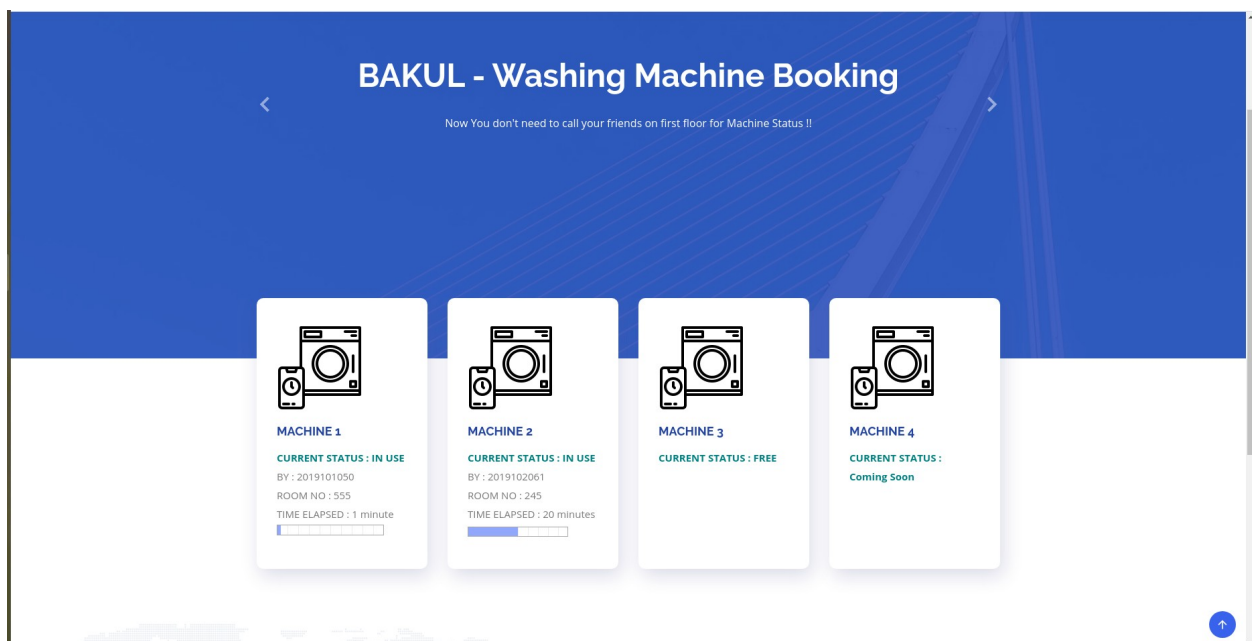 BAKUL - Washing Machine Booking
Now You don't need to call your friends on first floor for Machine Status !!
MACHINE 1
CURRENT STATUS : IN USE
BY : 2019101050
ROOM NO : 555
TIME ELAPSED : 1 minute
MACHINE 2
CURRENT STATUS : IN USE
BY : 2019102061
ROOM NO : 245
TIME ELAPSED : 20 minutes
MACHINE 3
CURRENT STATUS : FREE
MACHINE 4
CURRENT STATUS :
Coming Soon